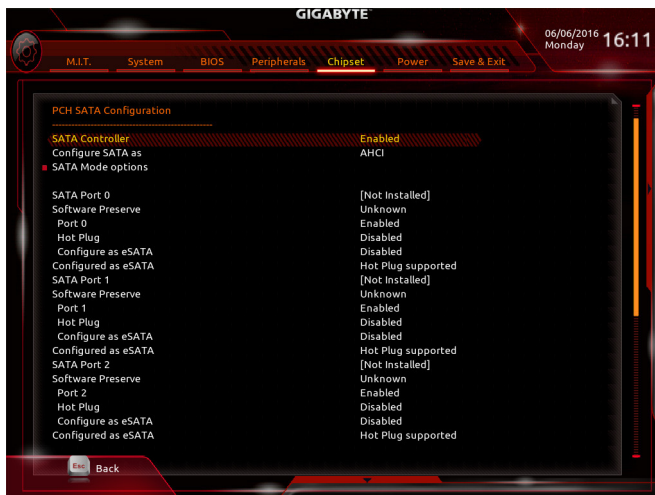 GIGABYTE
06/06/2016 16:11
Monday
M.I.T. System BIOS Peripherals Chipset Power Save & Exit
PCH SATA Configuration
SATA Controller Enabled
Configure SATA as AHCI
SATA Mode options
SATA Port 0 [Not Installed]
Software Preserve Unknown
Port 0 Enabled
Hot Plug Disabled
Configure as eSATA Disabled
Configured as eSATA Hot Plug supported
SATA Port 1 [Not Installed]
Software Preserve Unknown
Port 1 Enabled
Hot Plug Disabled
Configure as eSATA Disabled
Configured as eSATA Hot Plug supported
SATA Port 2 [Not Installed]
Software Preserve Unknown
Port 2 Enabled
Hot Plug Disabled
Configure as eSATA Disabled
Configured as eSATA Hot Plug supported
Esc Back